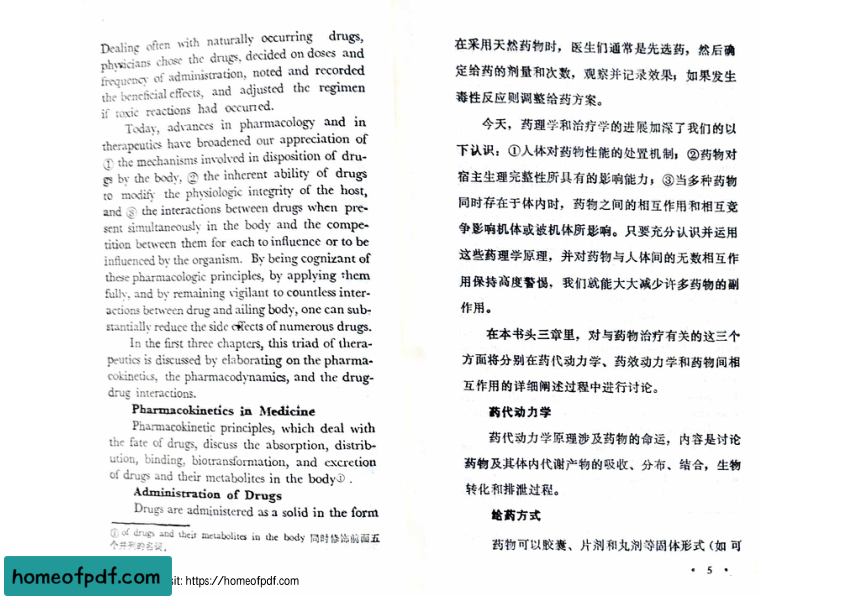 Dealing often with naturally occurring drugs,
physicians chose the drugs, decided on doses and
frequency of administration, noted and recorded
the beneficial effects, and adjusted the regimen
if toxic reactions had occurred.
Today, advances in pharmacology and in
therapeutics have broadened our appreciation of
① the mechanisms involved in disposition of dru-
gs by the body, ② the inherent ability of drugs
to modify the physiologic integrity of the host,
and ③ the interactions between drugs when pre-
sent simultaneously in the body and the compe-
tition between them for each to influence or to be
influenced by the organism. By being cognizant of
these pharmacologic principles, by applying them
fully, and by remaining vigilant to countless inter-
actions between drug and ailing body, one can sub-
stantially reduce the side effects of numerous drugs.
In the first three chapters, this triad of thera-
peutics is discussed by elaborating on the pharma-
cokinetics, the pharmacodynamics, and the drug-
drug interactions.
Pharmacokinetics in Medicine
Pharmacokinetic principles, which deal with
the fate of drugs, discuss the absorption, distrib-
ution, binding, biotransformation, and excretion
of drugs and their metabolites in the body①.
Administration of Drugs
Drugs are administered as a solid in the form
① of drugs and their metabolites in the body 同时修饰前面五
个并列的名词。
在采用天然药物时，医生们通常是先选药，然后确
定给药的剂量和次数，观察并记录效果；如果发生
毒性反应则调整给药方案。
今天，药理学和治疗学的进展加深了我们的以
下认识：①人体对药物性能的处置机制；②药物对
宿主生理完整性所具有的影响能力；③当多种药物
同时存在于体内时，药物之间的相互作用和相互竞
争影响机体或被机体所影响。只要充分认识并运用
这些药理学原理，并对药物与人体间的无数相互作
用保持高度警惕，我们就能大大减少许多药物的副
作用。
在本书头三章里，对与药物治疗有关的这三个
方面将分别在药代动力学、药效动力学和药物间相
互作用的详细阐述过程中进行讨论。
药代动力学
药代动力学原理涉及药物的命运，内容是讨论
药物及其体内代谢产物的吸收、分布、结合，生物
转化和排泄过程。
给药方式
药物可以胶囊、片剂和丸剂等固体形式（如 可
• 5 •
homeofpdf.com
sit: https://homeofpdf.com